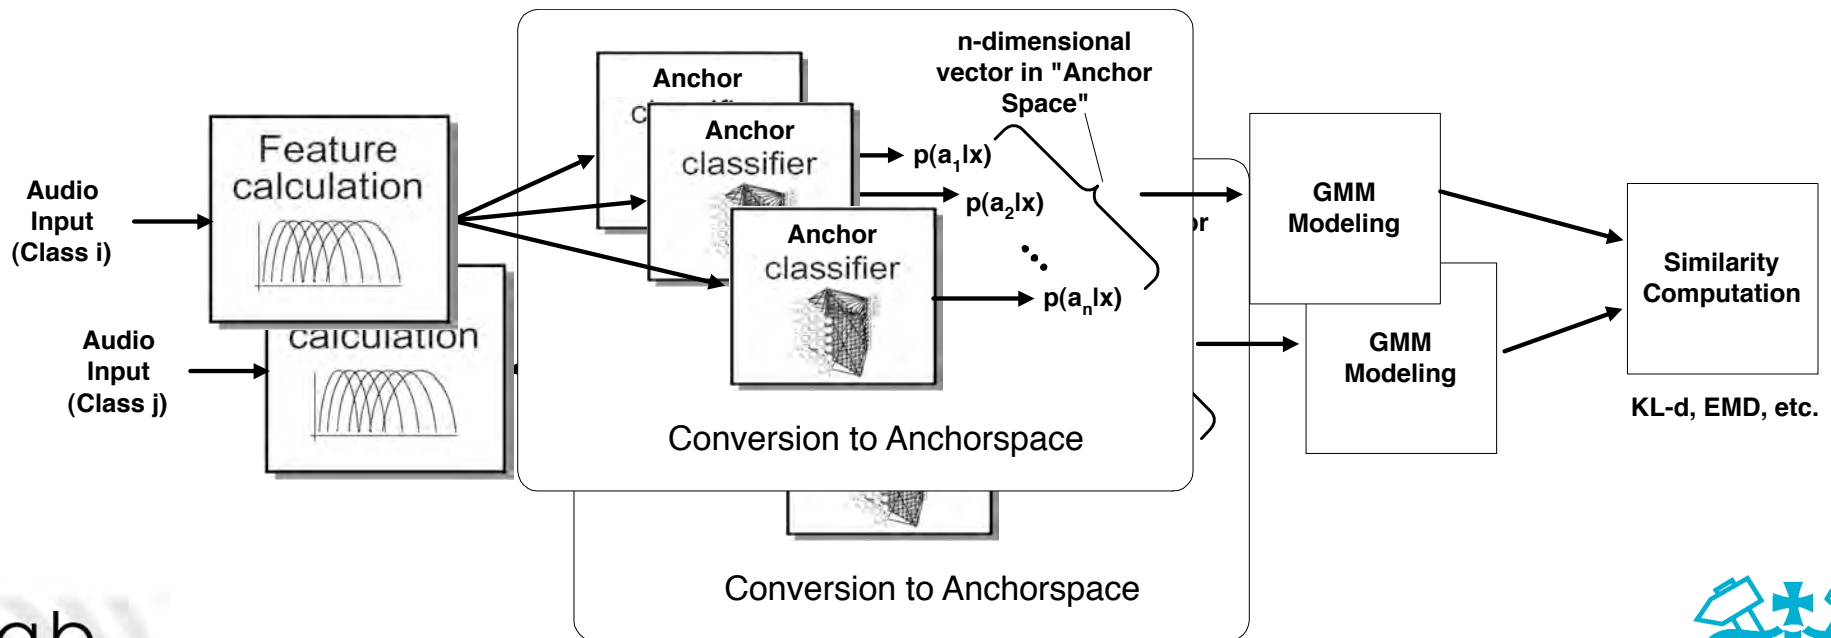 Audio
Input
(Class i)
Feature
calculation
Audio
Input
(Class j)
calculation
Anchor
Anchor
classifier
Anchor
classifier
p(a₁|x)
p(a₂|x)
p(aₙ|x)
n-dimensional
vector in "Anchor
Space"
Conversion to Anchorspace
Conversion to Anchorspace
GMM
Modeling
GMM
Modeling
Similarity
Computation
KL-d, EMD, etc.